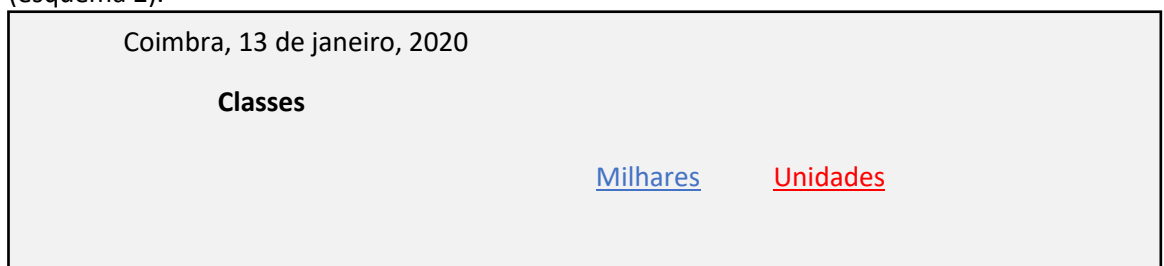 Coimbra, 13 de janeiro, 2020
Classes
Milhares Unidades